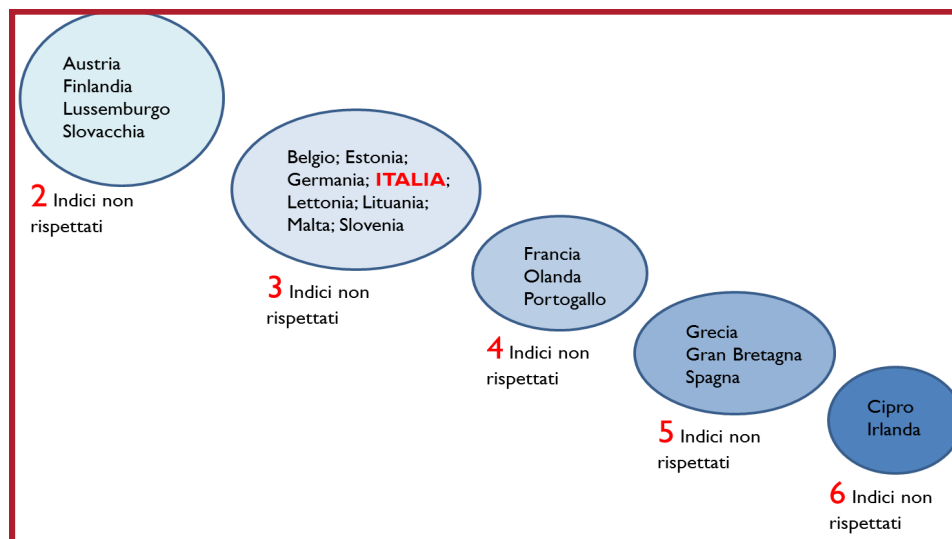 Austria
Finlandia
Lussemburgo
Slovacchia
2 Indici non
rispettati
Belgio; Estonia;
Germania; ITALIA;
Lettonia; Lituania;
Malta; Slovenia
3 Indici non
rispettati
Francia
Olanda
Portogallo
4 Indici non
rispettati
Grecia
Gran Bretagna
Spagna
5 Indici non
rispettati
Cipro
Irlanda
6 Indici non
rispettati